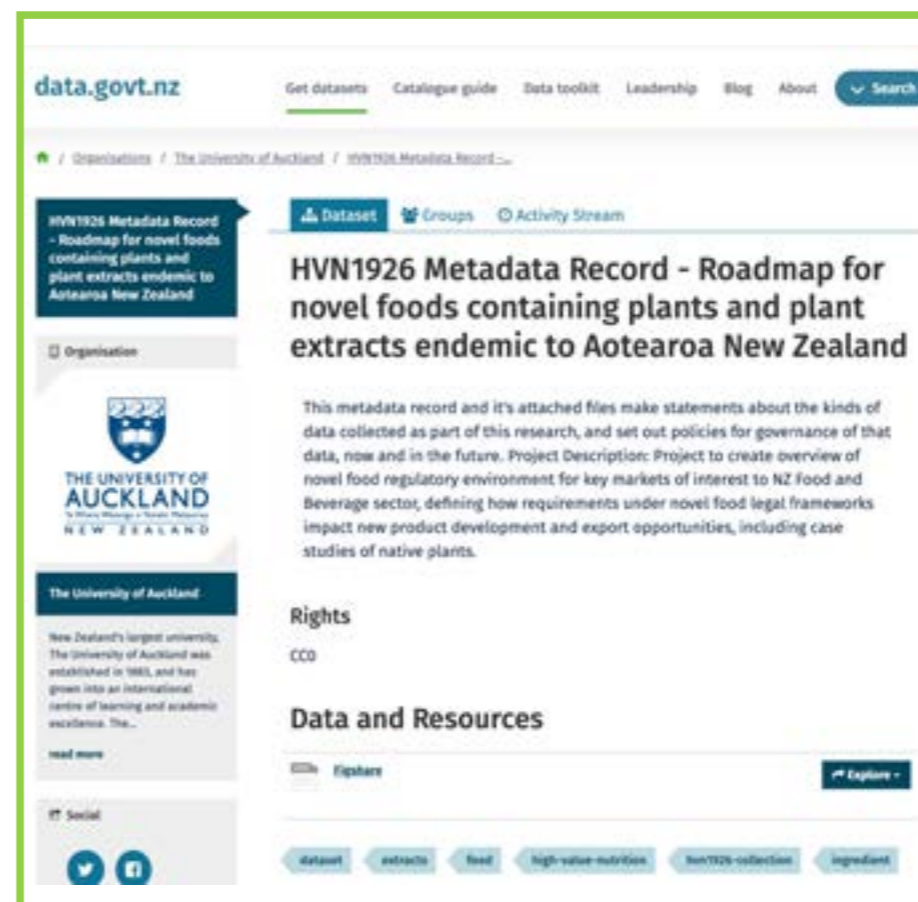 data.govt.nz
Get datasets Catalogue guide Data toolkit Leadership Blog About Search
/ Organisations / The University of Auckland / HVN1926 Metadata Record -...
HVN1926 Metadata Record
- Roadmap for novel foods
containing plants and
plant extracts endemic to
Aotearoa New Zealand
Organisation
THE UNIVERSITY OF
AUCKLAND
Te Whare Wānanga o Tāmaki Makaurau
NEW ZEALAND
The University of Auckland
New Zealand's largest university,
The University of Auckland was
established in 1883, and has
grown into an international
centre of learning and academic
excellence. The...
read more
Social
Dataset Groups Activity Stream
HVN1926 Metadata Record - Roadmap for
novel foods containing plants and plant
extracts endemic to Aotearoa New Zealand
This metadata record and it's attached files make statements about the kinds of
data collected as part of this research, and set out policies for governance of that
data, now and in the future. Project Description: Project to create overview of
novel food regulatory environment for key markets of interest to NZ Food and
Beverage sector, defining how requirements under novel food legal frameworks
impact new product development and export opportunities, including case
studies of native plants.
Rights
CC0
Data and Resources
Figshare Explore
dataset extracts food high-value-nutrition hvn1926-collection ingredient